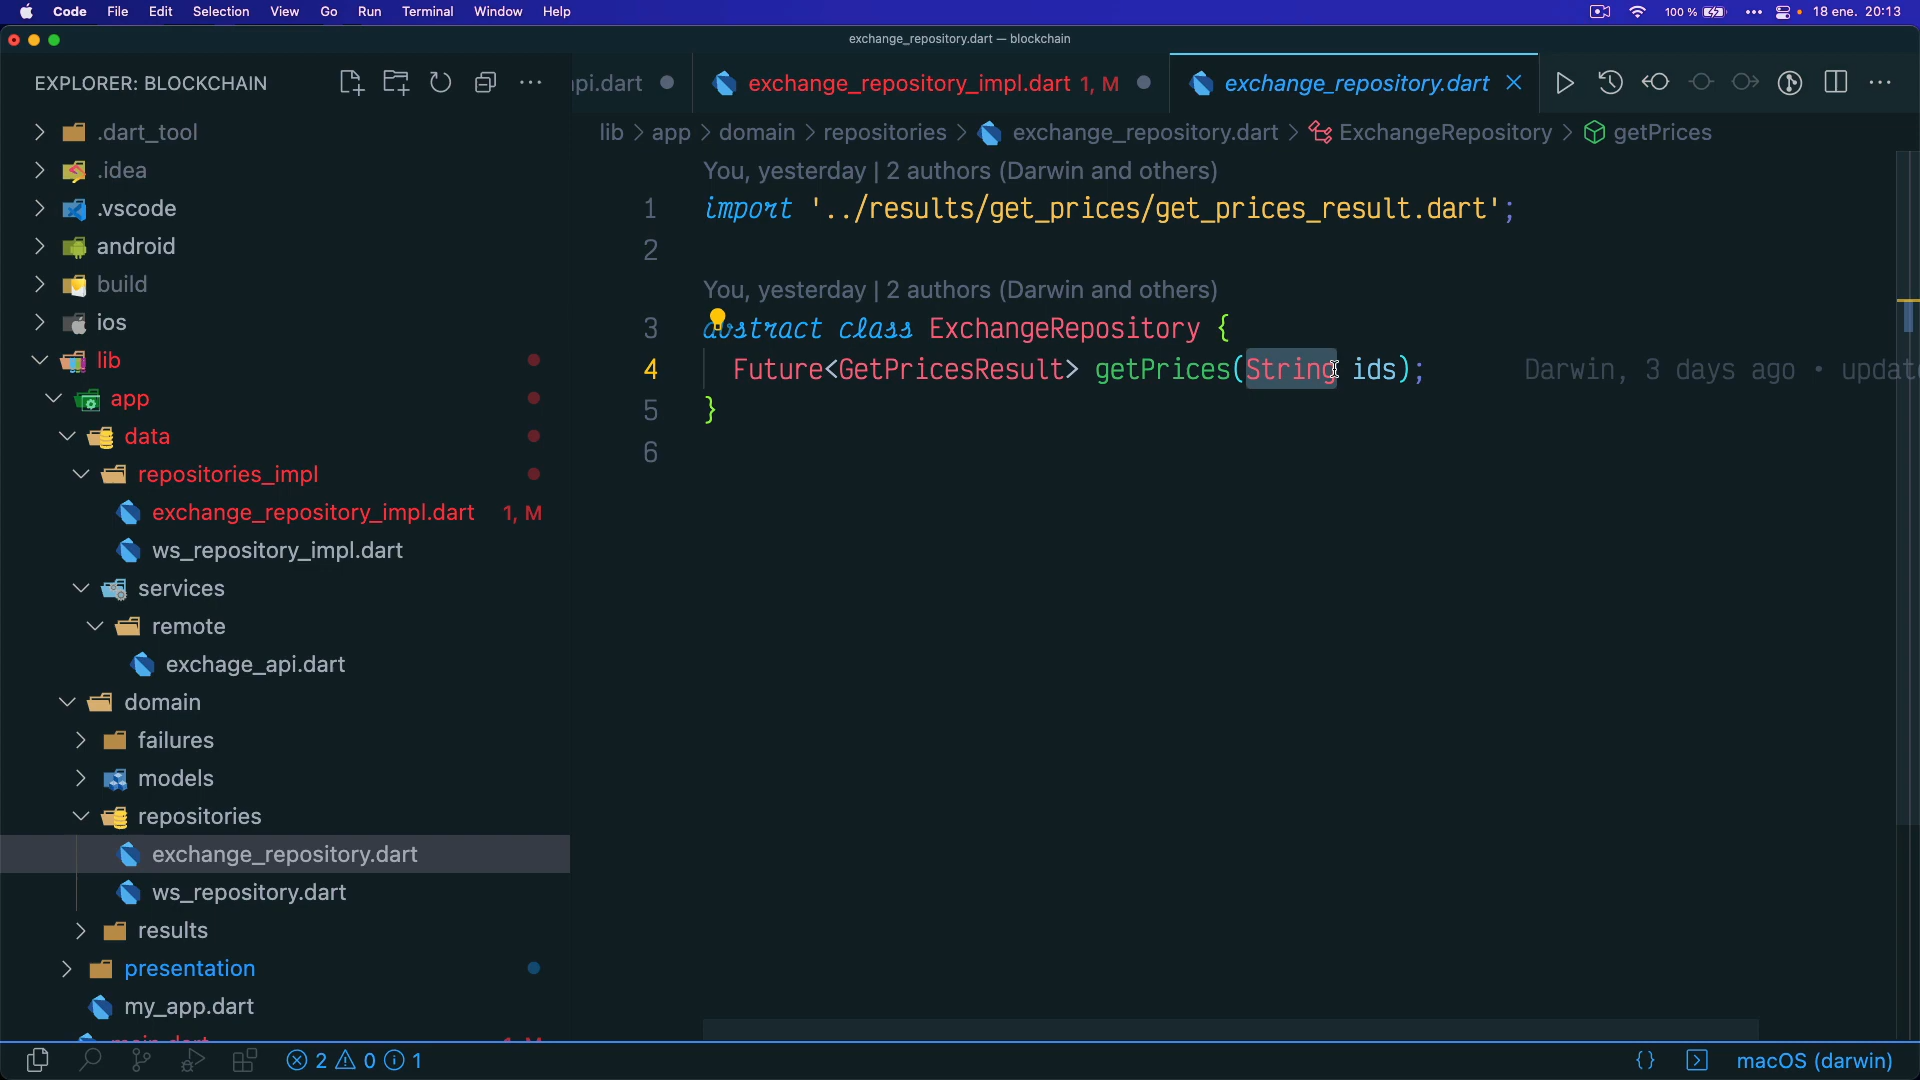 Code File Edit Selection View Go Run Terminal Window Help 100 % 18 ene. 20:13
exchange_repository.dart — blockchain
EXPLORER: BLOCKCHAIN
pi.dart exchange_repository_impl.dart 1, M exchange_repository.dart
lib > app > domain > repositories > exchange_repository.dart > ExchangeRepository > getPrices
.dart_tool
.idea
.vscode
android
build
ios
lib
app
data
repositories_impl
exchange_repository_impl.dart 1, M
ws_repository_impl.dart
services
remote
exchage_api.dart
domain
failures
models
repositories
exchange_repository.dart
ws_repository.dart
results
presentation
my_app.dart
You, yesterday | 2 authors (Darwin and others)
1 import '../results/get_prices/get_prices_result.dart';
2
You, yesterday | 2 authors (Darwin and others)
3 abstract class ExchangeRepository {
4 Future<GetPricesResult> getPrices(String ids); Darwin, 3 days ago • updat
5 }
6
2 0 1 {} macOS (darwin)